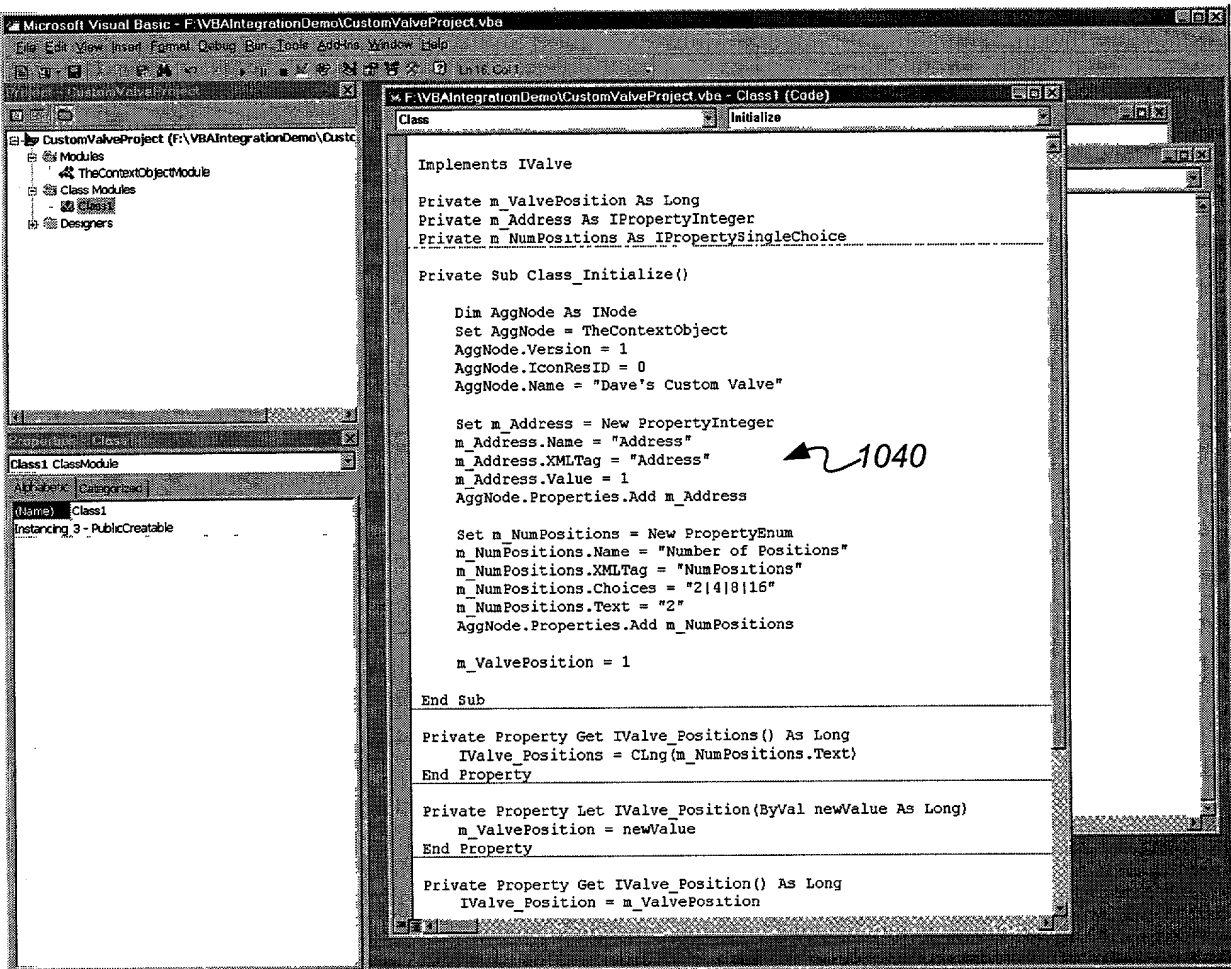 Microsoft Visual Basic - F:\VBAIntegrationDemo\CustomValveProject.vba
File Edit View Insert Format Debug Run Tools Add-Ins Window Help
Ln 16, Col 1
Project - CustomValveProject
CustomValveProject (F:\VBAIntegrationDemo\Custc
Modules
TheContextObjectModule
Class Modules
Class1
Designers
Properties - Class1
Class1 ClassModule
Alphabetic Categorized
(Name) Class1
Instancing 3 - PublicCreatable
F:\VBAIntegrationDemo\CustomValveProject.vba - Class1 (Code)
Class Initialize
Implements IValve
Private m_ValvePosition As Long
Private m_Address As IPropertyInteger
Private m_NumPositions As IPropertySingleChoice
Private Sub Class_Initialize()
Dim AggNode As INode
Set AggNode = TheContextObject
AggNode.Version = 1
AggNode.IconResID = 0
AggNode.Name = "Dave's Custom Valve"
Set m_Address = New PropertyInteger
m_Address.Name = "Address"
m_Address.XMLTag = "Address"
1040
m_Address.Value = 1
AggNode.Properties.Add m_Address
Set m_NumPositions = New PropertyEnum
m_NumPositions.Name = "Number of Positions"
m_NumPositions.XMLTag = "NumPositions"
m_NumPositions.Choices = "2|4|8|16"
m_NumPositions.Text = "2"
AggNode.Properties.Add m_NumPositions
m_ValvePosition = 1
End Sub
Private Property Get IValve_Positions() As Long
IValve_Positions = CLng(m_NumPositions.Text)
End Property
Private Property Let IValve_Position(ByVal newValue As Long)
m_ValvePosition = newValue
End Property
Private Property Get IValve_Position() As Long
IValve_Position = m_ValvePosition